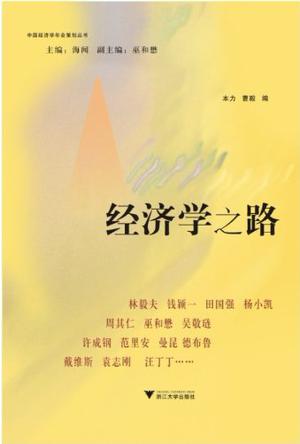 中国经济学年会策划丛书
主编：海闻 副主编：巫和懋
本力 曹毅 编
经济学之路
林毅夫 钱颖一 田国强 杨小凯
周其仁 巫和懋 吴敬琏
许成钢 范里安 曼昆 德布鲁
戴维斯 袁志刚 汪丁丁……
浙江大学出版社